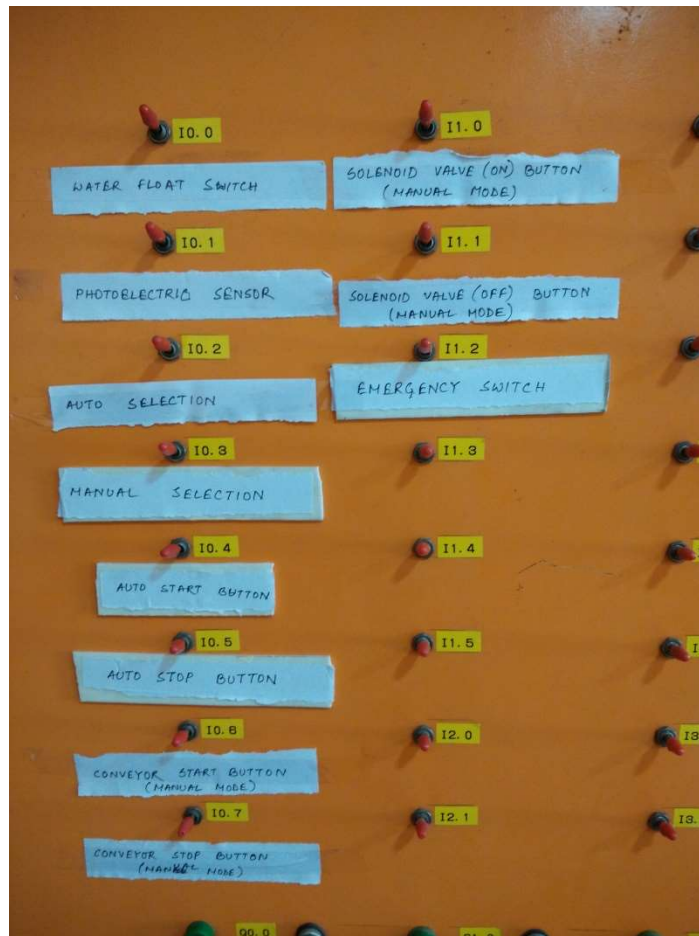 I0.0
WATER FLOAT SWITCH
I0.1
PHOTOELECTRIC SENSOR
I0.2
AUTO SELECTION
I0.3
MANUAL SELECTION
I0.4
AUTO START BUTTON
I0.5
AUTO STOP BUTTON
I0.6
CONVEYOR START BUTTON
(MANUAL MODE)
I0.7
CONVEYOR STOP BUTTON
(MANUAL MODE)
I1.0
SOLENOID VALVE (ON) BUTTON
(MANUAL MODE)
I1.1
SOLENOID VALVE (OFF) BUTTON
(MANUAL MODE)
I1.2
EMERGENCY SWITCH
I1.3
I1.4
I1.5
I2.0
I2.1
I3.
Q0.0